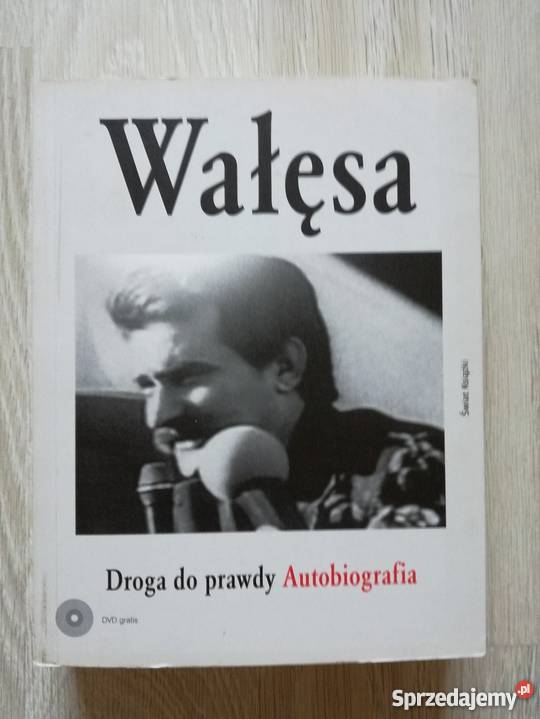 Wałęsa
Świat Książki
Droga do prawdy Autobiografia
DVD gratis
Sprzedajemy.pl